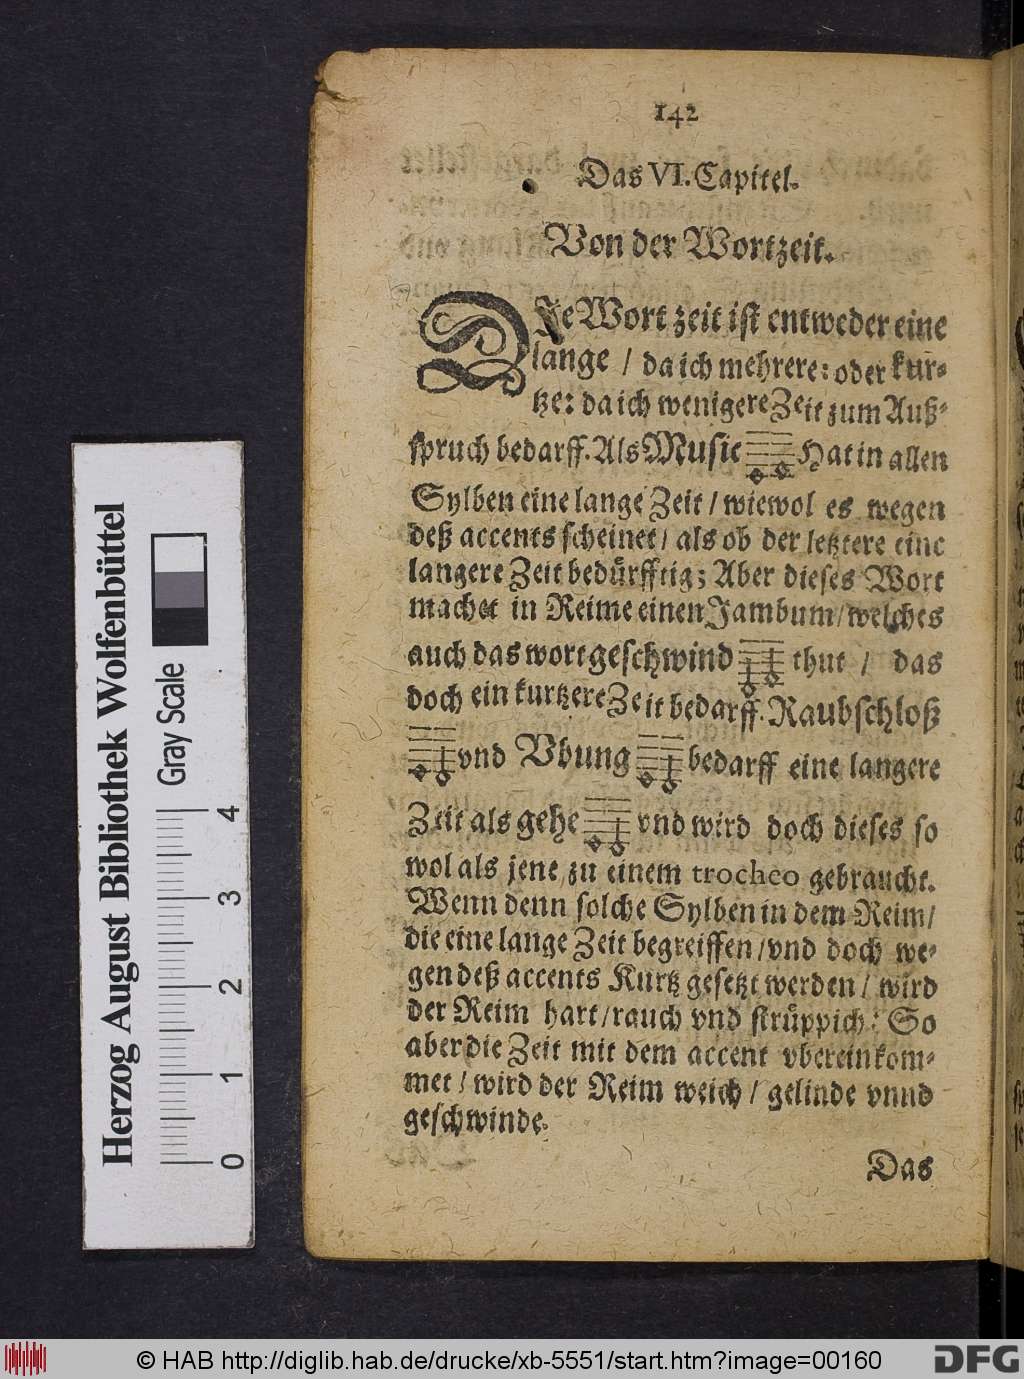 142
Das VI. Capitel.
Von der Wortzeit.
DIe Wort zeit ist entweder eine
lange / da ich mehrere: oder kur-
tze: da ich wenigere Zeit zum Auß-
spruch bedarff. Als Music Hat in allen
Sylben eine lange Zeit / wiewol es wegen
deß accents scheinet / als ob der letztere eine
langere Zeit bedürfftig; Aber dieses Wort
machet in Reime einen Jambum / welches
auch das wort geschwind thut / das
doch ein kurtzere Zeit bedarff. Raubschloß
vnd Vbung bedarff eine langere
Zeit als gehe vnd wird doch dieses so
wol als jene zu einem trocheo gebraucht.
Wenn denn solche Sylben in dem Reim /
die eine lange Zeit begreiffen / vnd doch we-
gen deß accents Kurtz gesetzt werden / wird
der Reim hart / rauch vnd strüppich: So
aber die Zeit mit dem accent vbereinkom-
met / wird der Reim weich / gelinde vnnd
geschwinde.
Das
Herzog August Bibliothek Wolfenbüttel
Gray Scale
0 1 2 3 4
© HAB http://diglib.hab.de/drucke/xb-5551/start.htm?image=00160
DFG